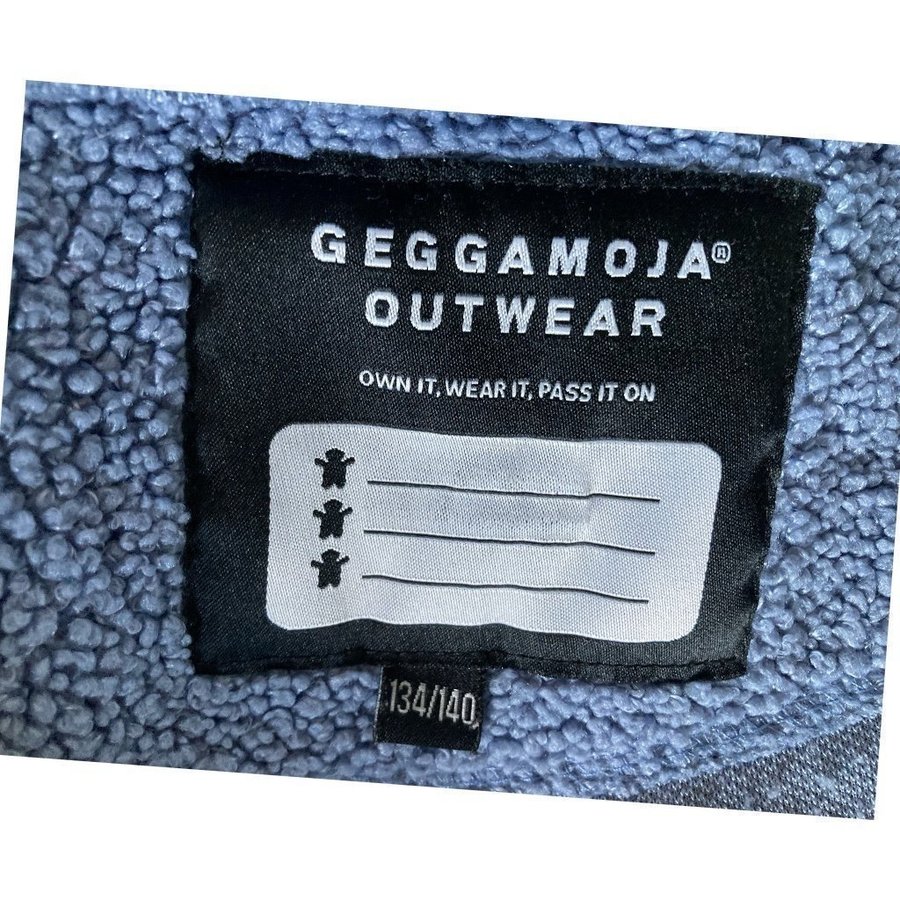 GEGGAMOJA®
OUTWEAR
OWN IT, WEAR IT, PASS IT ON
134/140